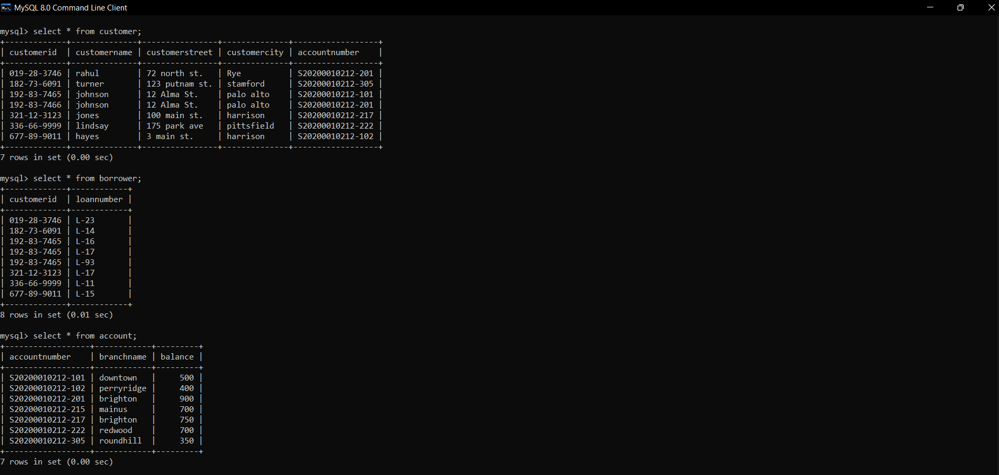 MySQL 8.0 Command Line Client
mysql> select * from customer;
+-------------+--------------+----------------+--------------+------------------+
| customerid  | customername | customerstreet | customercity | accountnumber    |
+-------------+--------------+----------------+--------------+------------------+
| 019-28-3746 | rahul        | 72 north st.   | Rye          | S20200010212-201 |
| 182-73-6091 | turner       | 123 putnam st. | stamford     | S20200010212-305 |
| 192-83-7465 | johnson      | 12 Alma St.    | palo alto    | S20200010212-101 |
| 192-83-7466 | johnson      | 12 Alma St.    | palo alto    | S20200010212-201 |
| 321-12-3123 | jones        | 100 main st.   | harrison     | S20200010212-217 |
| 336-66-9999 | lindsay      | 175 park ave   | pittsfield   | S20200010212-222 |
| 677-89-9011 | hayes        | 3 main st.     | harrison     | S20200010212-102 |
+-------------+--------------+----------------+--------------+------------------+
7 rows in set (0.00 sec)
mysql> select * from borrower;
+-------------+------------+
| customerid  | loannumber |
+-------------+------------+
| 019-28-3746 | L-23       |
| 182-73-6091 | L-14       |
| 192-83-7465 | L-16       |
| 192-83-7465 | L-17       |
| 192-83-7465 | L-93       |
| 321-12-3123 | L-17       |
| 336-66-9999 | L-11       |
| 677-89-9011 | L-15       |
+-------------+------------+
8 rows in set (0.01 sec)
mysql> select * from account;
+------------------+------------+---------+
| accountnumber    | branchname | balance |
+------------------+------------+---------+
| S20200010212-101 | downtown   |     500 |
| S20200010212-102 | perryridge |     400 |
| S20200010212-201 | brighton   |     900 |
| S20200010212-215 | mainus     |     700 |
| S20200010212-217 | brighton   |     750 |
| S20200010212-222 | redwood    |     700 |
| S20200010212-305 | roundhill  |     350 |
+------------------+------------+---------+
7 rows in set (0.00 sec)